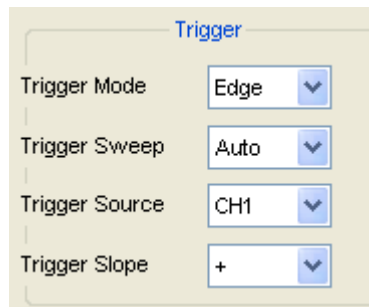 Trigger
Trigger Mode Edge
Trigger Sweep Auto
Trigger Source CH1
Trigger Slope +